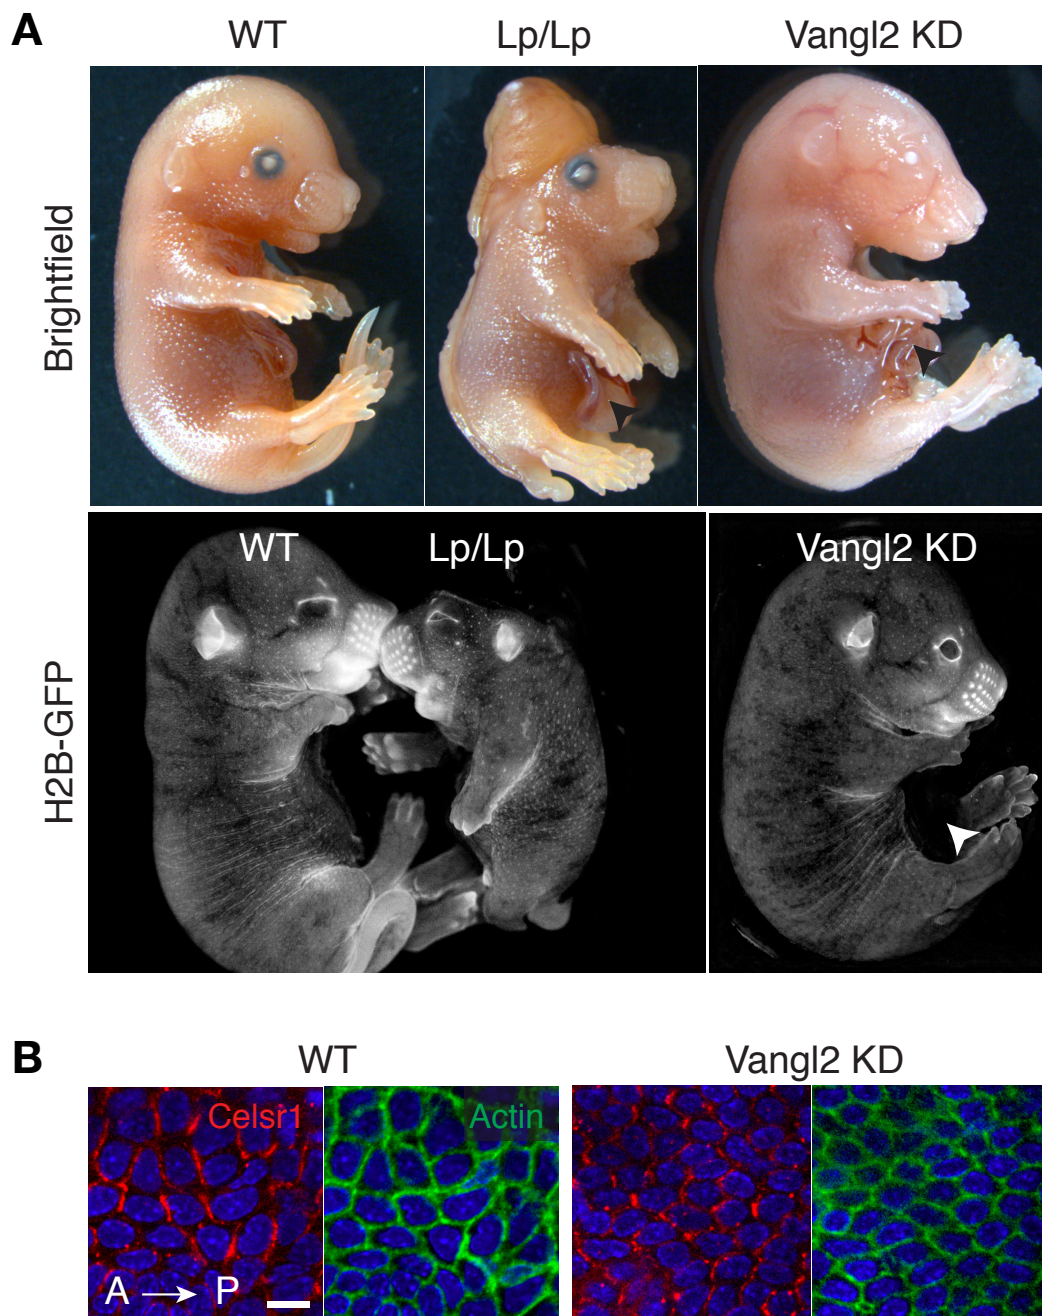 A
WT
Lp/Lp
Vangl2 KD
Brightfield
WT
Lp/Lp
Vangl2 KD
H2B-GFP
B
WT
Vangl2 KD
Celsr1
Actin
A → P